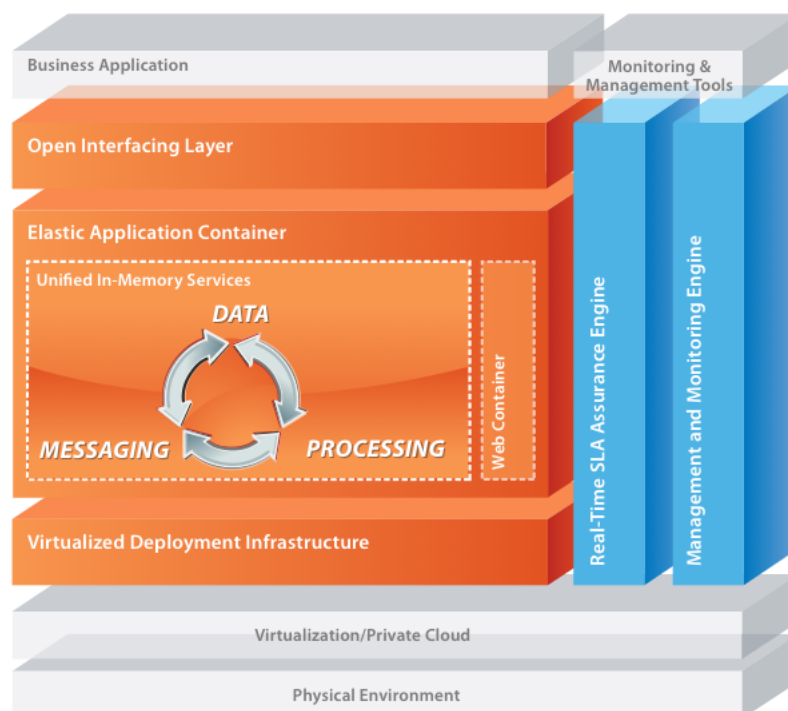 Business Application
Monitoring &
Management Tools
Open Interfacing Layer
Elastic Application Container
Unified In-Memory Services
DATA
MESSAGING
PROCESSING
Web Container
Real-Time SLA Assurance Engine
Management and Monitoring Engine
Virtualized Deployment Infrastructure
Virtualization/Private Cloud
Physical Environment